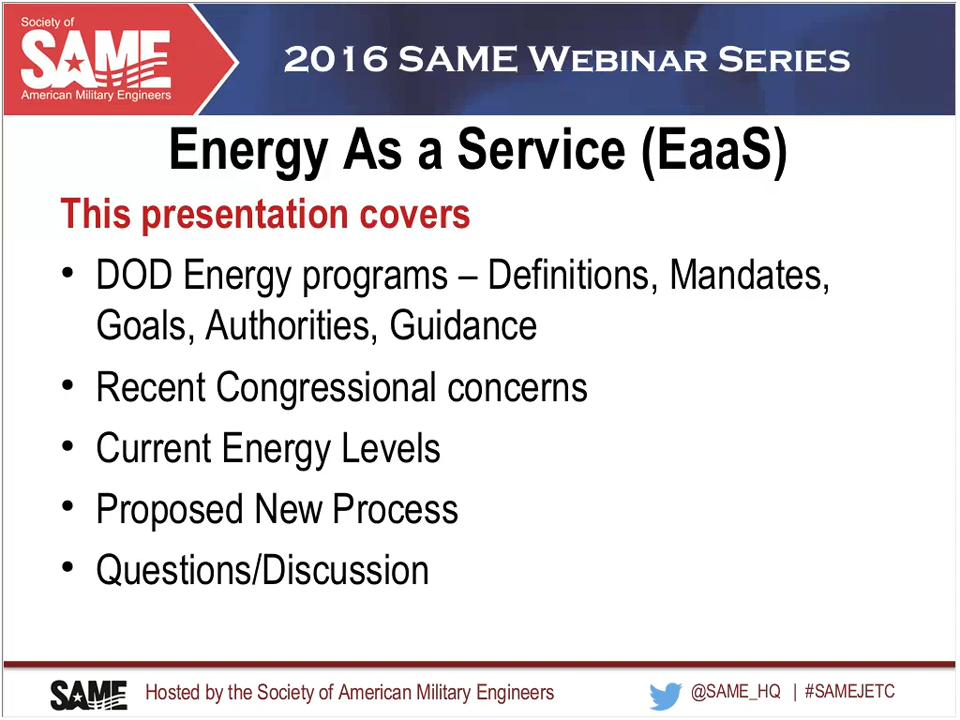 Society of
SAME
American Military Engineers
2016 SAME WEBINAR SERIES
Energy As a Service (EaaS)
This presentation covers
• DOD Energy programs – Definitions, Mandates,
Goals, Authorities, Guidance
• Recent Congressional concerns
• Current Energy Levels
• Proposed New Process
• Questions/Discussion
SAME Hosted by the Society of American Military Engineers @SAME_HQ | #SAMEJETC